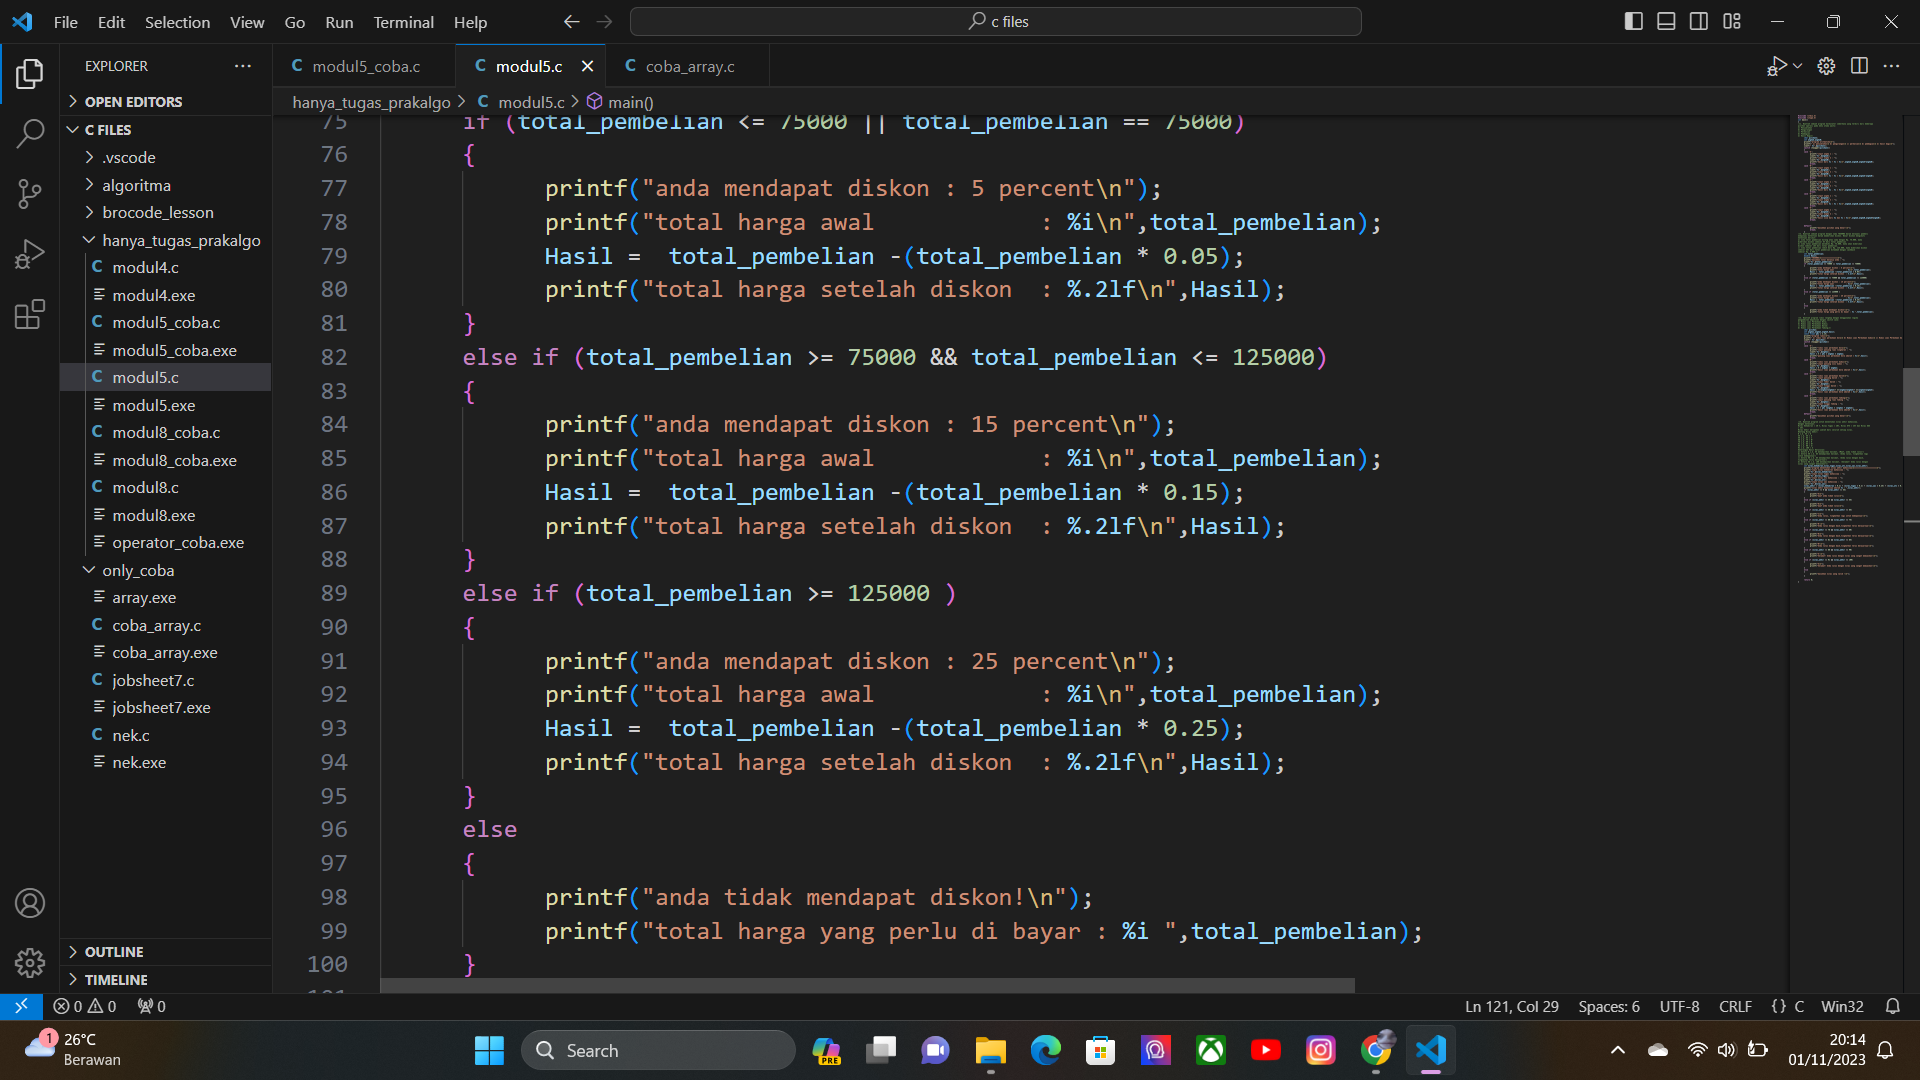 File Edit Selection View Go Run Terminal Help
c files
EXPLORER
OPEN EDITORS
C FILES
.vscode
algoritma
brocode_lesson
hanya_tugas_prakalgo
C modul4.c
modul4.exe
C modul5_coba.c
modul5_coba.exe
C modul5.c
modul5.exe
C modul8_coba.c
modul8_coba.exe
C modul8.c
modul8.exe
operator_coba.exe
only_coba
array.exe
C coba_array.c
coba_array.exe
C jobsheet7.c
jobsheet7.exe
C nek.c
nek.exe
OUTLINE
TIMELINE
C modul5_coba.c C modul5.c C coba_array.c
hanya_tugas_prakalgo > C modul5.c > main()
75 if (total_pembelian <= 75000 || total_pembelian == 75000)
76 {
77 printf("anda mendapat diskon : 5 percent\n");
78 printf("total harga awal            : %i\n",total_pembelian);
79 Hasil =  total_pembelian -(total_pembelian * 0.05);
80 printf("total harga setelah diskon  : %.2lf\n",Hasil);
81 }
82 else if (total_pembelian >= 75000 && total_pembelian <= 125000)
83 {
84 printf("anda mendapat diskon : 15 percent\n");
85 printf("total harga awal            : %i\n",total_pembelian);
86 Hasil =  total_pembelian -(total_pembelian * 0.15);
87 printf("total harga setelah diskon  : %.2lf\n",Hasil);
88 }
89 else if (total_pembelian >= 125000 )
90 {
91 printf("anda mendapat diskon : 25 percent\n");
92 printf("total harga awal            : %i\n",total_pembelian);
93 Hasil =  total_pembelian -(total_pembelian * 0.25);
94 printf("total harga setelah diskon  : %.2lf\n",Hasil);
95 }
96 else
97 {
98 printf("anda tidak mendapat diskon!\n");
99 printf("total harga yang perlu di bayar : %i ",total_pembelian);
100 }
0 0 0
Ln 121, Col 29 Spaces: 6 UTF-8 CRLF {} C Win32
1
26°C
Berawan
Search
PRE
20:14
01/11/2023